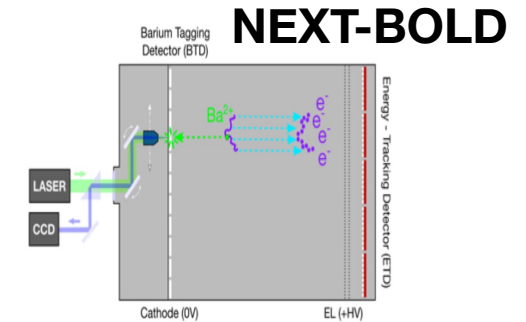 NEXT-BOLD
Barium Tagging
Detector (BTD)
Ba2+
e-
e-
e-
e-
Energy - Tracking Detector (ETD)
LASER
CCD
Cathode (0V)
EL (+HV)